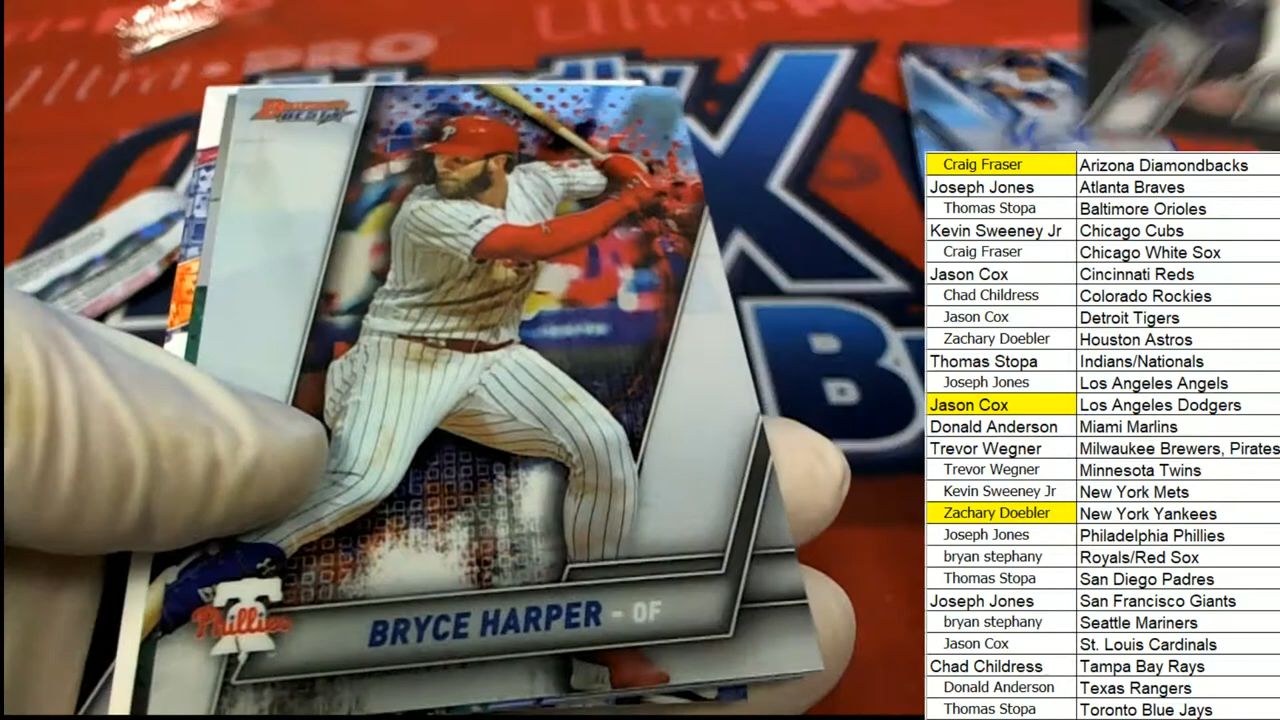 Ultra PRO
Ultra PRO
Bowman's
BEST
P
Phillies
BRYCE HARPER - OF
Craig Fraser Arizona Diamondbacks
Joseph Jones Atlanta Braves
Thomas Stopa Baltimore Orioles
Kevin Sweeney Jr Chicago Cubs
Craig Fraser Chicago White Sox
Jason Cox Cincinnati Reds
Chad Childress Colorado Rockies
Jason Cox Detroit Tigers
Zachary Doebler Houston Astros
Thomas Stopa Indians/Nationals
Joseph Jones Los Angeles Angels
Jason Cox Los Angeles Dodgers
Donald Anderson Miami Marlins
Trevor Wegner Milwaukee Brewers, Pirates
Trevor Wegner Minnesota Twins
Kevin Sweeney Jr New York Mets
Zachary Doebler New York Yankees
Joseph Jones Philadelphia Phillies
bryan stephany Royals/Red Sox
Thomas Stopa San Diego Padres
Joseph Jones San Francisco Giants
bryan stephany Seattle Mariners
Jason Cox St. Louis Cardinals
Chad Childress Tampa Bay Rays
Donald Anderson Texas Rangers
Thomas Stopa Toronto Blue Jays